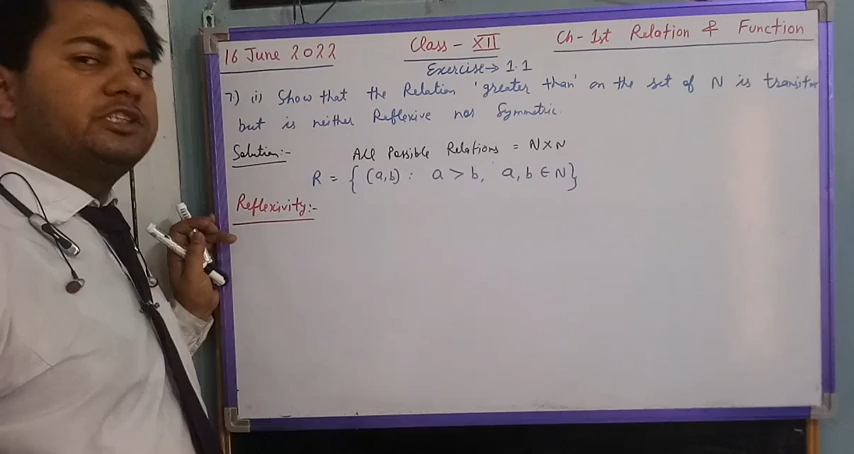 16 June 2022 Class - XII Ch- 1st Relation & Function
Exercise → 1.1
7) (i) Show that the Relation 'greater than' on the set of N is transitive
but is neither Reflexive nor Symmetric.
Solution:- All Possible Relations = N×N
R = { (a,b) : a > b, a, b ∈ N}
Reflexivity:-